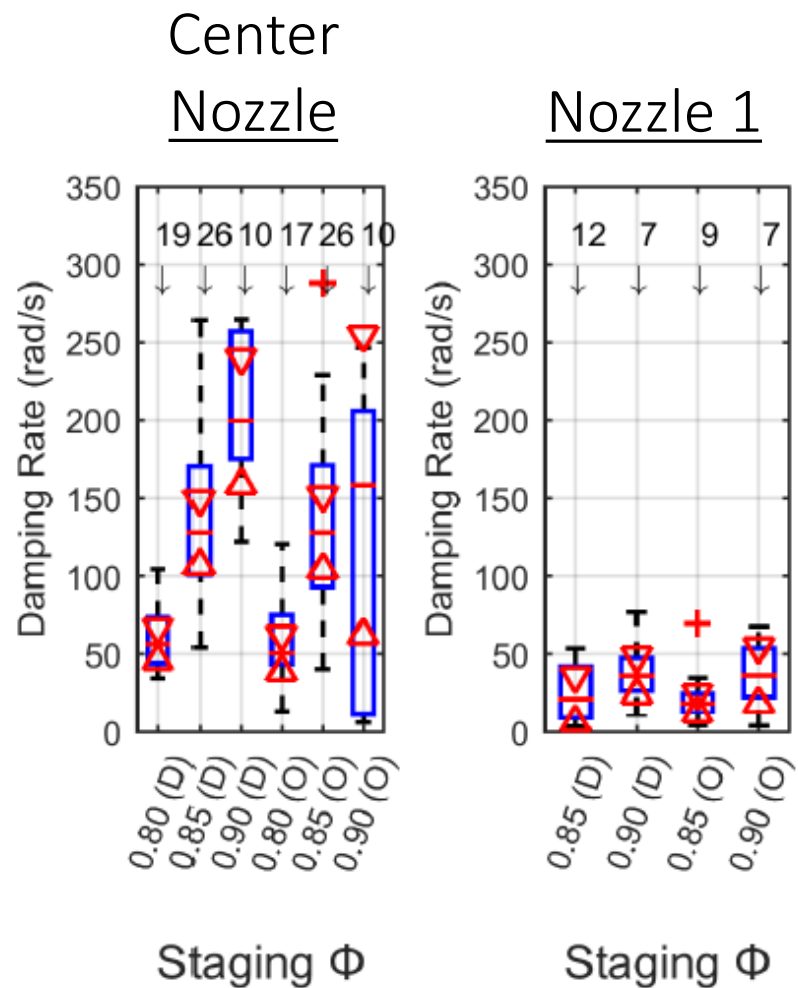 Center
Nozzle
350
300
250
200
150
100
50
0
Damping Rate (rad/s)
19 26 10 17 26 10
0.80 (D)
0.85 (D)
0.90 (D)
0.80 (O)
0.85 (O)
0.90 (O)
Staging Φ
Nozzle 1
350
300
250
200
150
100
50
0
Damping Rate (rad/s)
12 7 9 7
0.85 (D)
0.90 (D)
0.85 (O)
0.90 (O)
Staging Φ